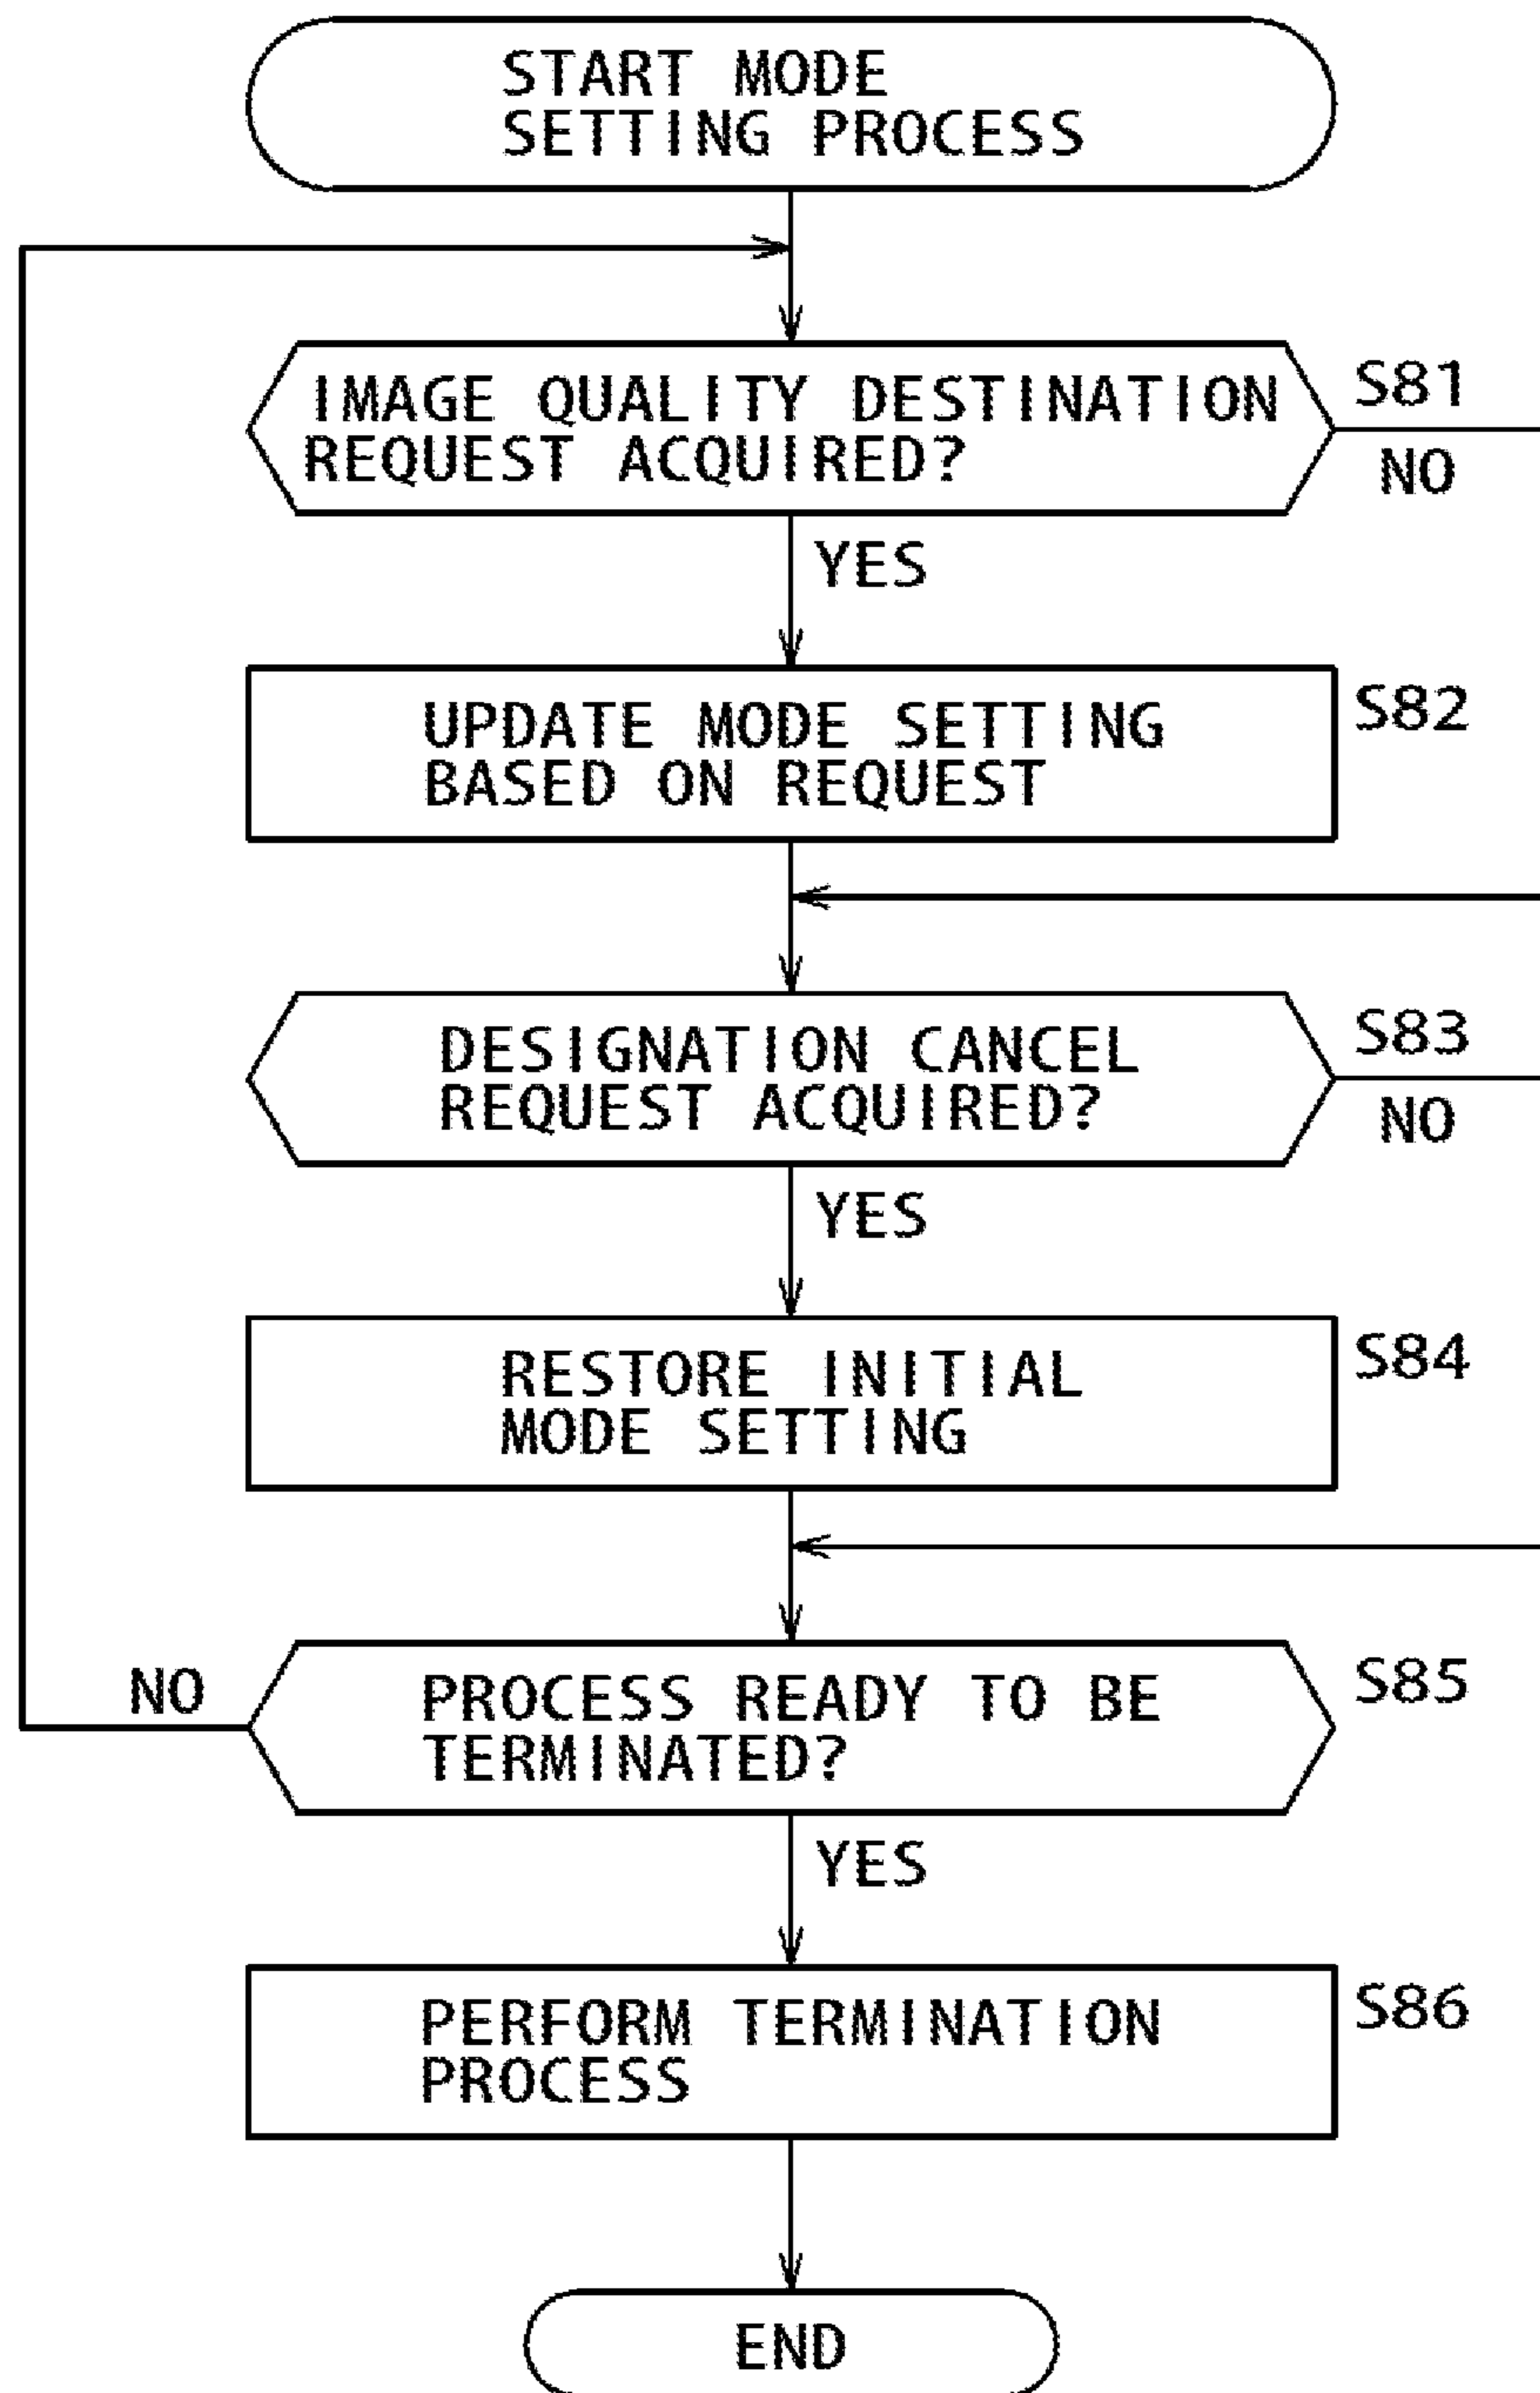 START MODE
SETTING PROCESS
IMAGE QUALITY DESTINATION
REQUEST ACQUIRED?
S81
NO
YES
UPDATE MODE SETTING
BASED ON REQUEST
S82
DESIGNATION CANCEL
REQUEST ACQUIRED?
S83
NO
YES
RESTORE INITIAL
MODE SETTING
S84
NO
PROCESS READY TO BE
TERMINATED?
S85
YES
PERFORM TERMINATION
PROCESS
S86
END